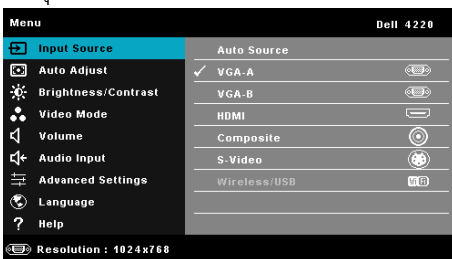 Menu Dell 4220
Input Source
Auto Adjust
Brightness/Contrast
Video Mode
Volume
Audio Input
Advanced Settings
Language
Help
Auto Source
VGA-A
VGA-B
HDMI
Composite
S-Video
Wireless/USB
WiFi
Resolution : 1024x768